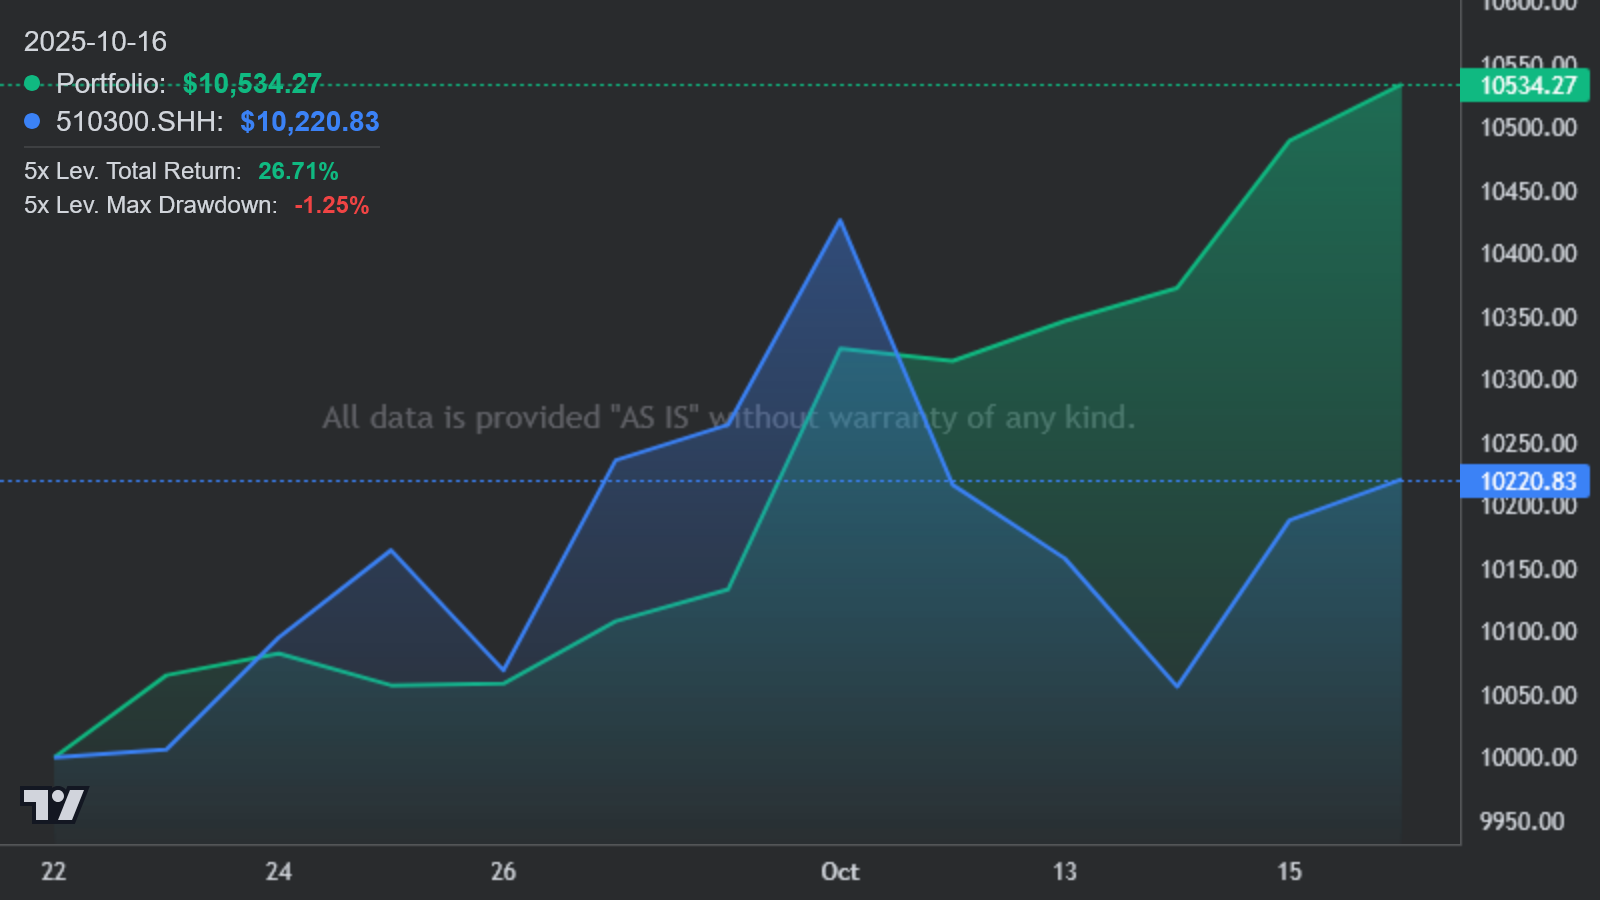 2025-10-16
Portfolio: $10,534.27
510300.SHH: $10,220.83
5x Lev. Total Return: 26.71%
5x Lev. Max Drawdown: -1.25%
All data is provided "AS IS" without warranty of any kind.
10600.00
10550.00
10534.27
10500.00
10450.00
10400.00
10350.00
10300.00
10250.00
10220.83
10200.00
10150.00
10100.00
10050.00
10000.00
9950.00
22 24 26 Oct 13 15